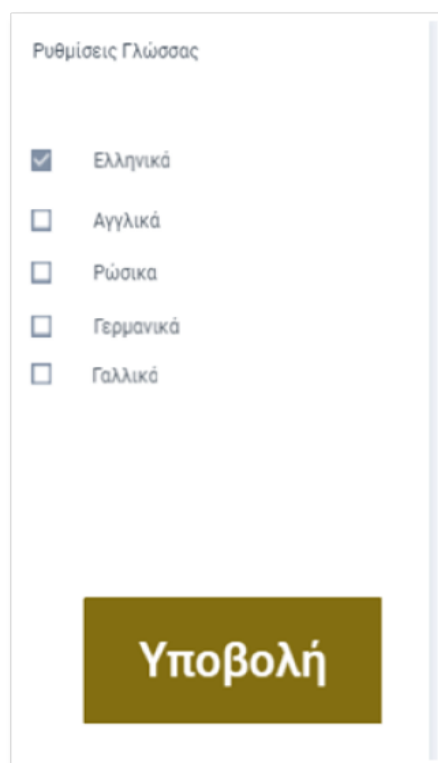 Ρυθμίσεις Γλώσσας
Ελληνικά
Αγγλικά
Ρώσικα
Γερμανικά
Γαλλικά
Υποβολή